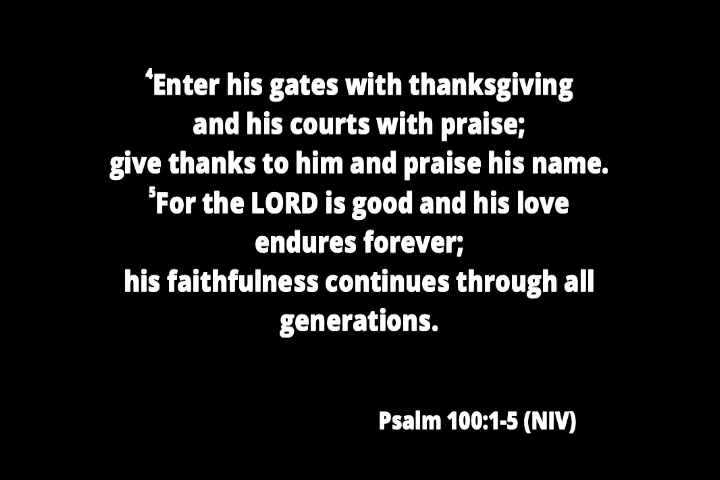 ⁴Enter his gates with thanksgiving
and his courts with praise;
give thanks to him and praise his name.
⁵For the LORD is good and his love
endures forever;
his faithfulness continues through all
generations.
Psalm 100:1-5 (NIV)